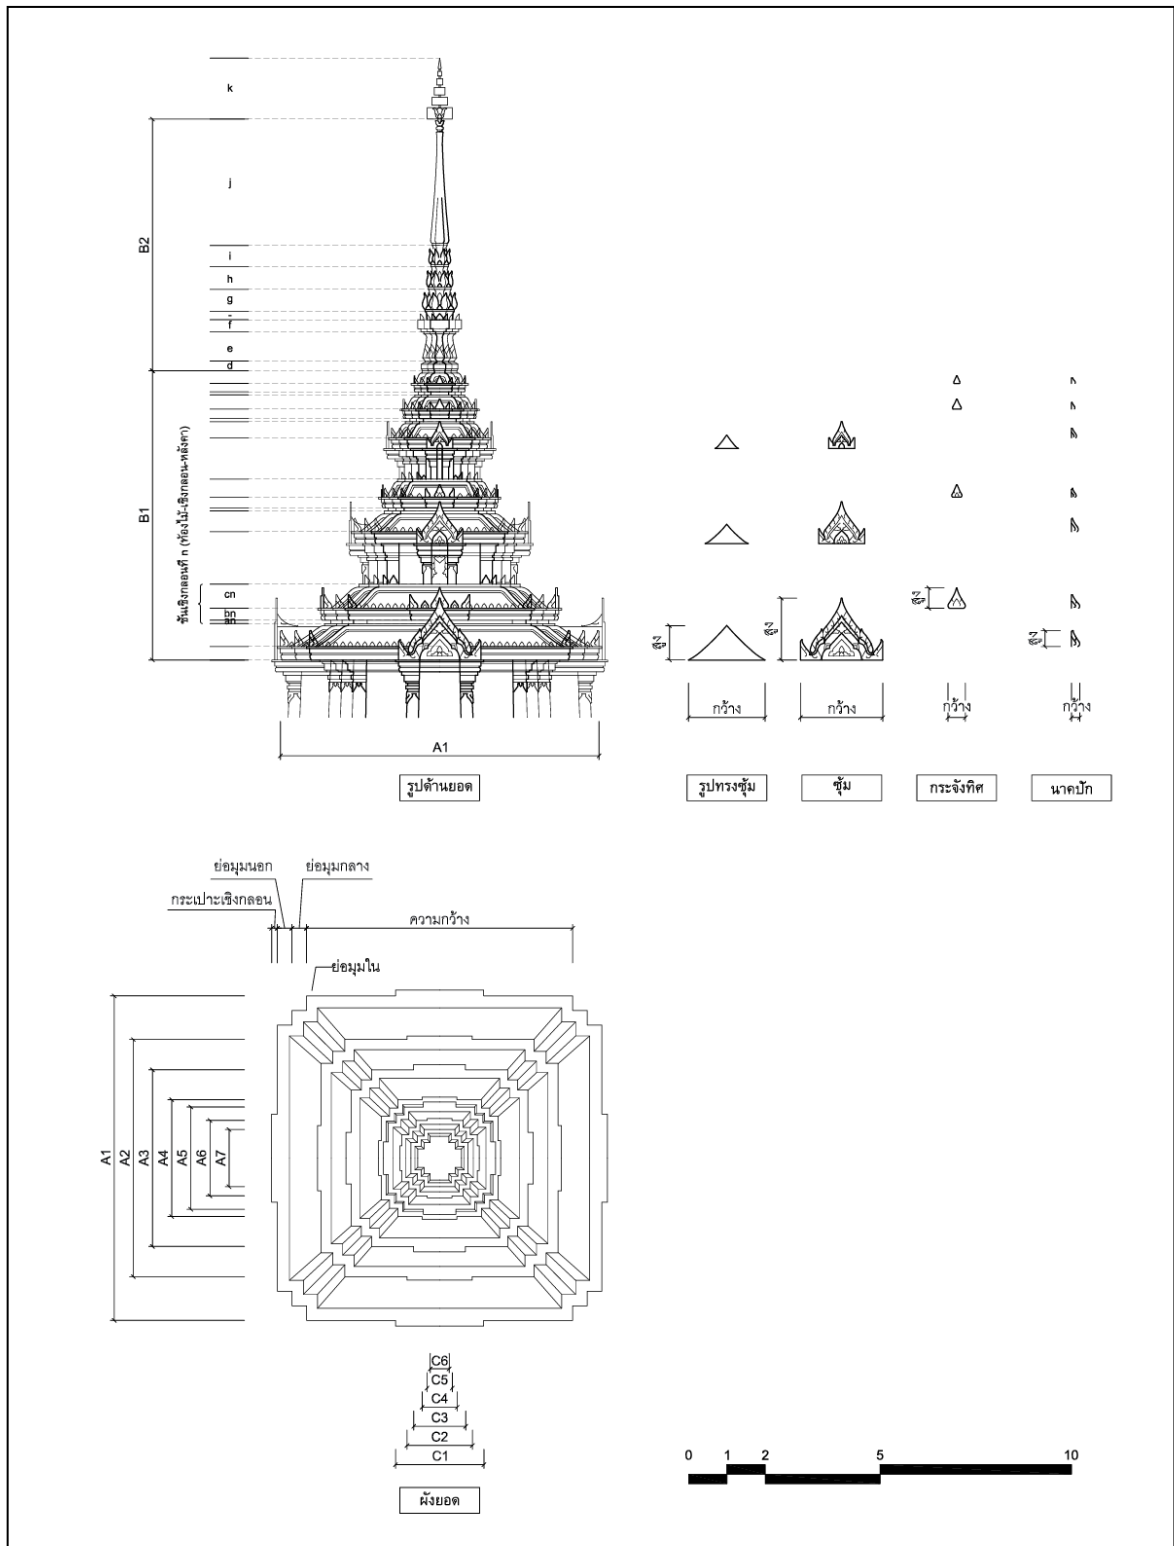 k
B2
j
i
h
g
-
f
e
d
B1
ชั้นเชิงกลอนที่ n (ท้องไม้-เชิงกลอน-หลังคา)
cn
bn
an
A1
สูง
สูง
สูง
สูง
กว้าง
กว้าง
กว้าง
กว้าง
รูปด้านยอด
รูปทรงซุ้ม
ซุ้ม
กระจังทิศ
นาคปัก
ย่อมุมนอก
ย่อมุมกลาง
กระเปาะเชิงกลอน
ความกว้าง
ย่อมุมใน
A1
A2
A3
A4
A5
A6
A7
C6
C5
C4
C3
C2
C1
ผังยอด
0 1 2 5 10